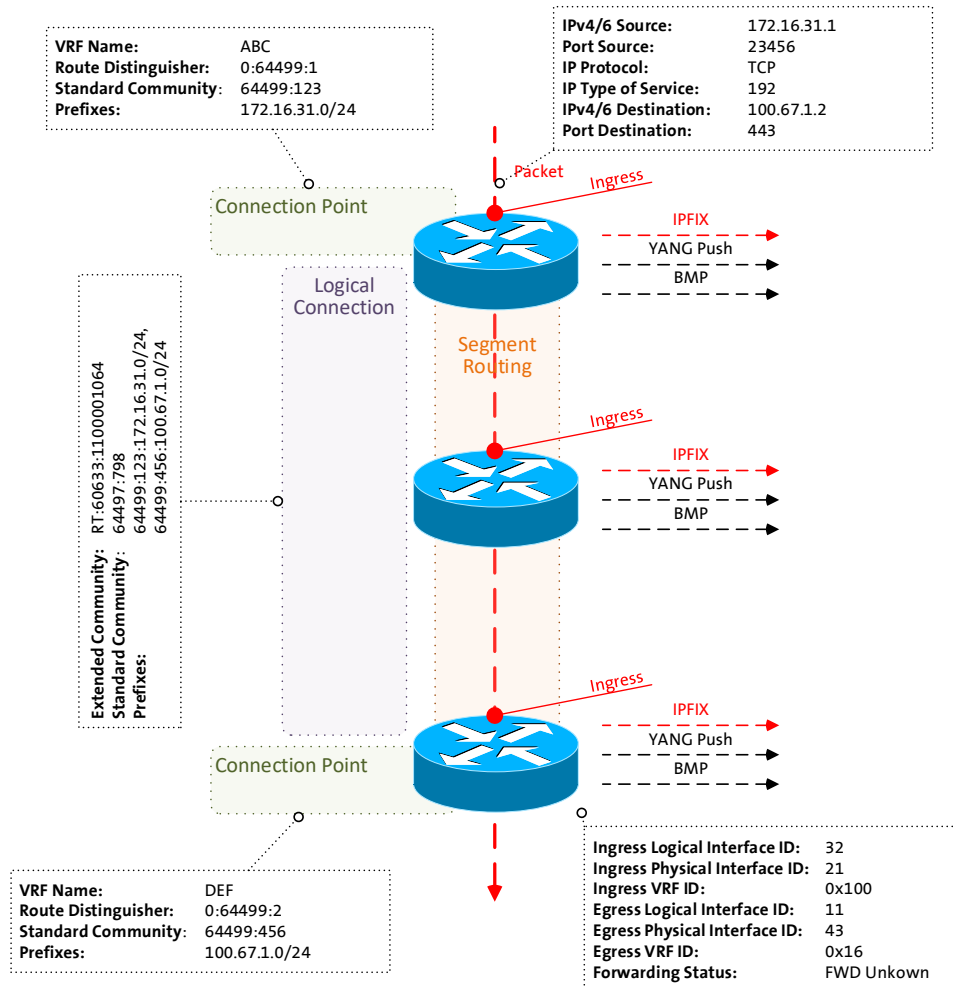 VRF Name: ABC
Route Distinguisher: 0:64499:1
Standard Community: 64499:123
Prefixes: 172.16.31.0/24
IPv4/6 Source: 172.16.31.1
Port Source: 23456
IP Protocol: TCP
IP Type of Service: 192
IPv4/6 Destination: 100.67.1.2
Port Destination: 443
Packet
Ingress
Connection Point
IPFIX
YANG Push
BMP
Logical
Connection
Segment
Routing
Extended Community: RT:60633:1100001064
Standard Community: 64497:798
Prefixes: 64499:123:172.16.31.0/24,
64499:456:100.67.1.0/24
Ingress
IPFIX
YANG Push
BMP
Ingress
IPFIX
YANG Push
BMP
Connection Point
VRF Name: DEF
Route Distinguisher: 0:64499:2
Standard Community: 64499:456
Prefixes: 100.67.1.0/24
Ingress Logical Interface ID: 32
Ingress Physical Interface ID: 21
Ingress VRF ID: 0x100
Egress Logical Interface ID: 11
Egress Physical Interface ID: 43
Egress VRF ID: 0x16
Forwarding Status: FWD Unkown